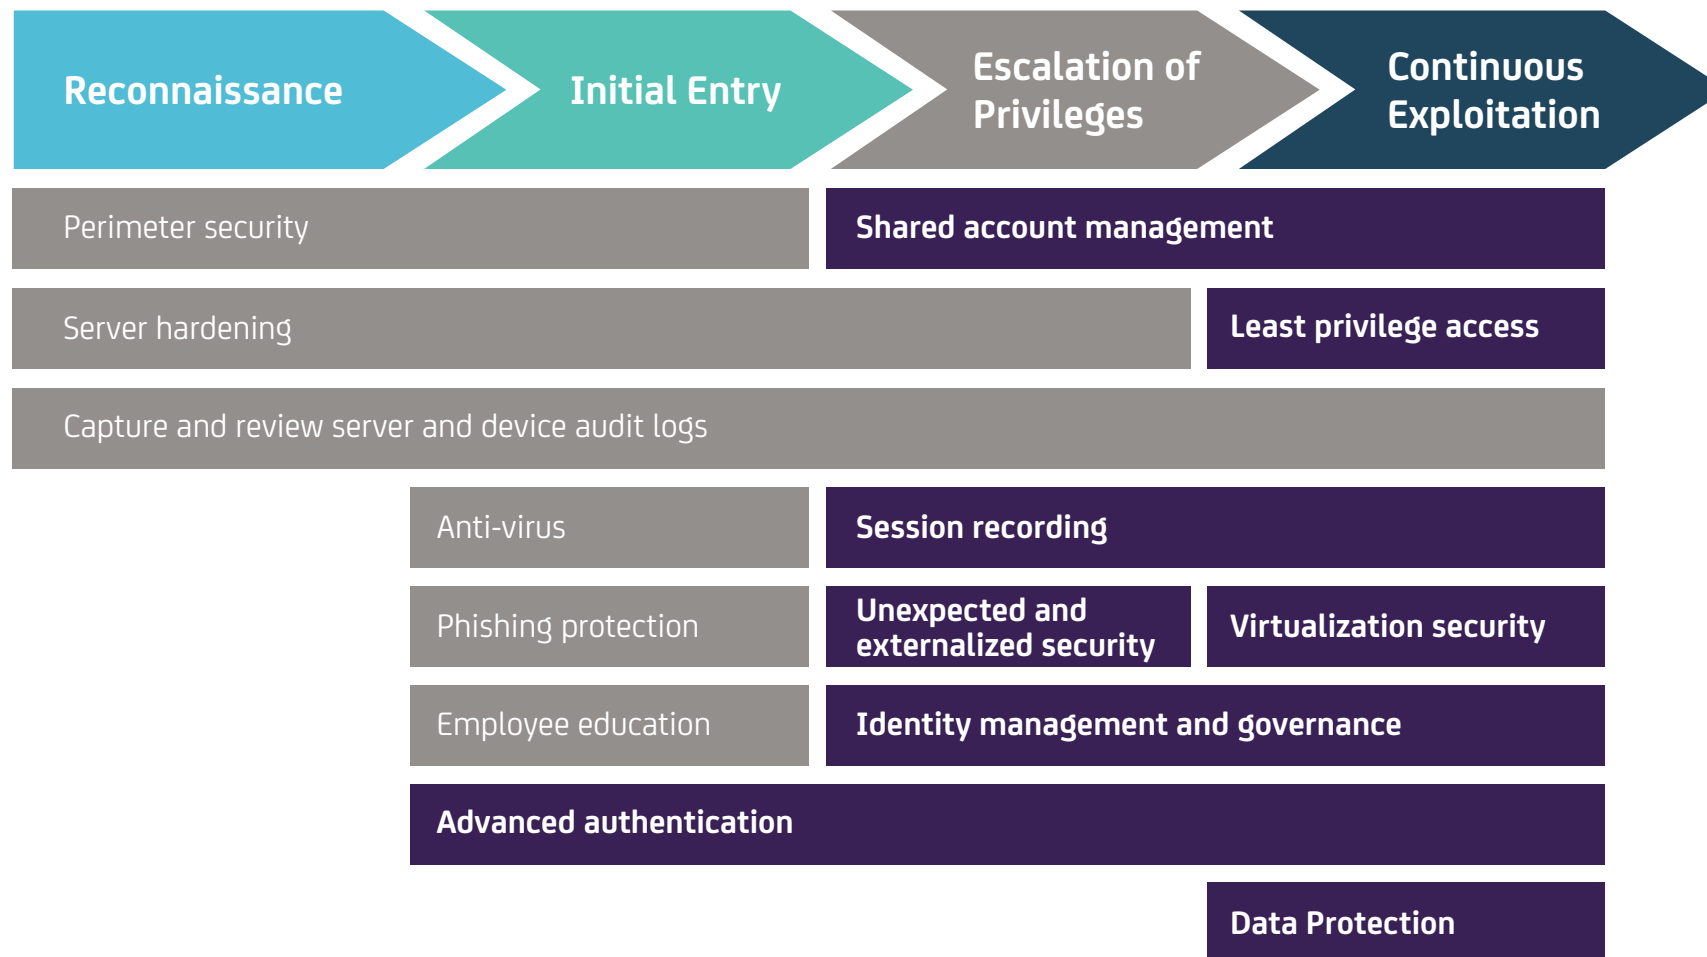 Reconnaissance
Initial Entry
Escalation of
Privileges
Continuous
Exploitation
Perimeter security
Shared account management
Server hardening
Least privilege access
Capture and review server and device audit logs
Anti-virus
Session recording
Phishing protection
Unexpected and
externalized security
Virtualization security
Employee education
Identity management and governance
Advanced authentication
Data Protection